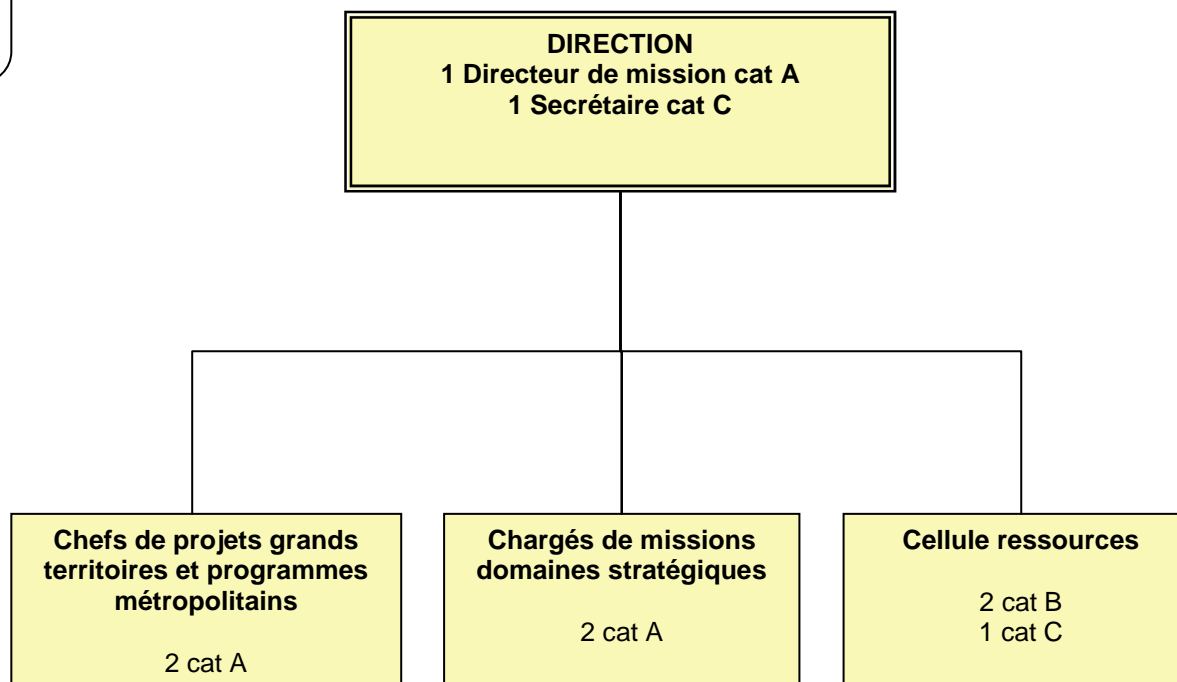 DIRECTION
1 Directeur de mission cat A
1 Secrétaire cat C
Chefs de projets grands
territoires et programmes
métropolitains
2 cat A
Chargés de missions
domaines stratégiques
2 cat A
Cellule ressources
2 cat B
1 cat C